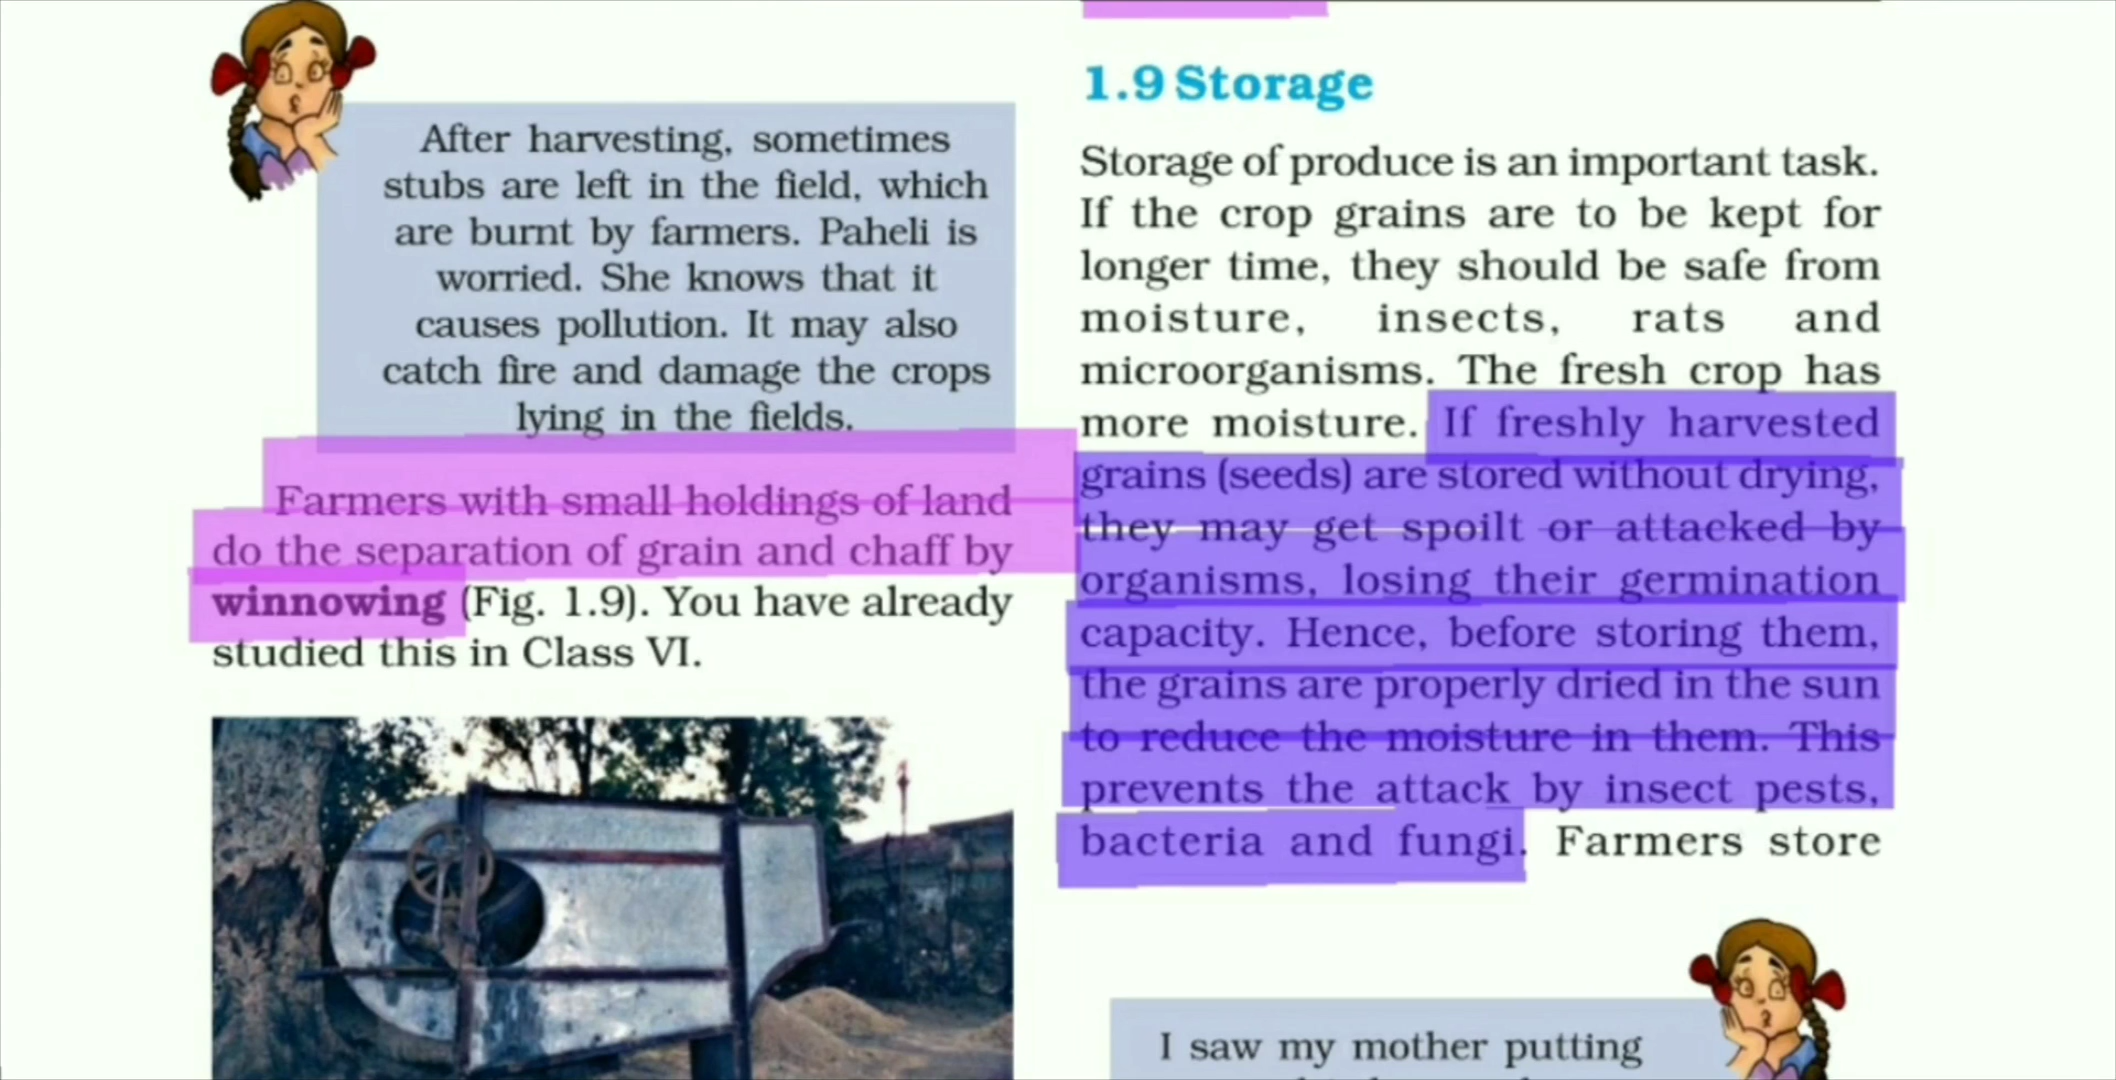 After harvesting, sometimes
stubs are left in the field, which
are burnt by farmers. Paheli is
worried. She knows that it
causes pollution. It may also
catch fire and damage the crops
lying in the fields.
Farmers with small holdings of land
do the separation of grain and chaff by
winnowing (Fig. 1.9). You have already
studied this in Class VI.
1.9 Storage
Storage of produce is an important task.
If the crop grains are to be kept for
longer time, they should be safe from
moisture, insects, rats and
microorganisms. The fresh crop has
more moisture. If freshly harvested
grains (seeds) are stored without drying,
they may get spoilt or attacked by
organisms, losing their germination
capacity. Hence, before storing them,
the grains are properly dried in the sun
to reduce the moisture in them. This
prevents the attack by insect pests,
bacteria and fungi. Farmers store
I saw my mother putting